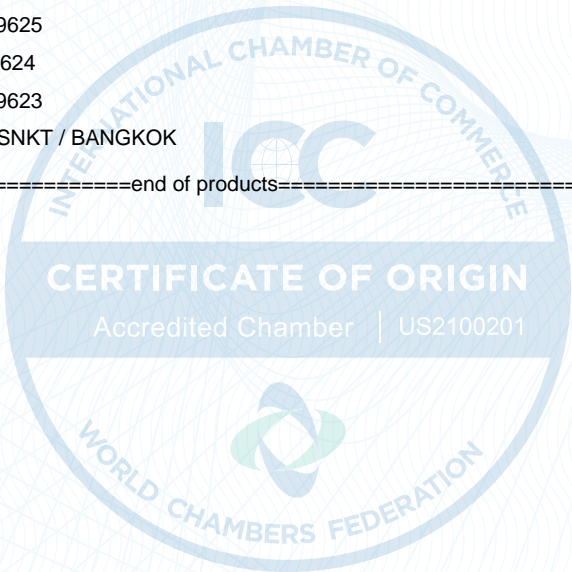 9625
624
9623
SNKT / BANGKOK
===========end of products========================
INTERNATIONAL CHAMBER OF COMMERCE
ICC
CERTIFICATE OF ORIGIN
Accredited Chamber | US2100201
WORLD CHAMBERS FEDERATION